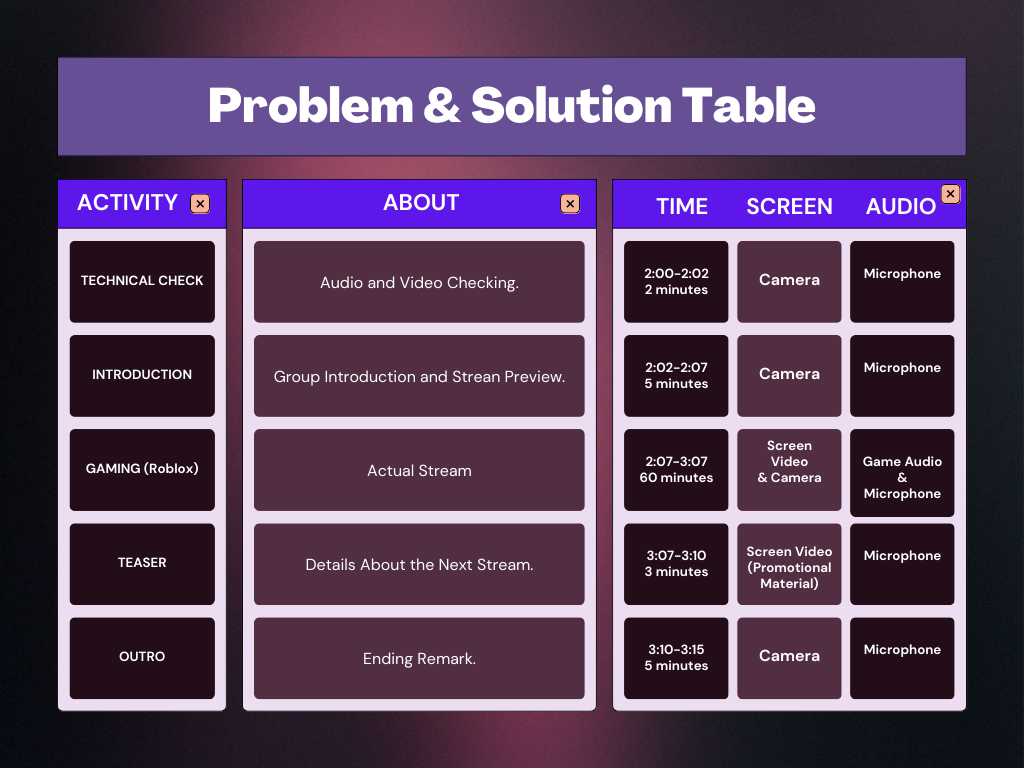 Problem & Solution Table
ACTIVITY
ABOUT
TIME SCREEN AUDIO
TECHNICAL CHECK
Audio and Video Checking.
2:00-2:02
2 minutes
Camera
Microphone
INTRODUCTION
Group Introduction and Strean Preview.
2:02-2:07
5 minutes
Camera
Microphone
GAMING (Roblox)
Actual Stream
2:07-3:07
60 minutes
Screen
Video
& Camera
Game Audio
&
Microphone
TEASER
Details About the Next Stream.
3:07-3:10
3 minutes
Screen Video
(Promotional
Material)
Microphone
OUTRO
Ending Remark.
3:10-3:15
5 minutes
Camera
Microphone